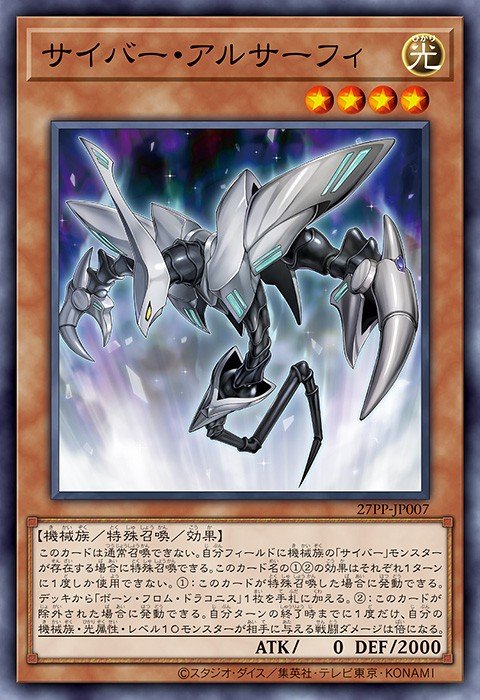 サイバー・アルサーフィ
光
27PP-JP007
【機械族／特殊召喚／効果】
このカードは通常召喚できない。自分フィールドに機械族の「サイバー」モンスター
が存在する場合に特殊召喚できる。このカード名の①②の効果はそれぞれ1ターン
に1度しか使用できない。①：このカードが特殊召喚した場合に発動できる。
デッキから「ボーン・フロム・ドラコニス」1枚を手札に加える。②：このカードが
除外された場合に発動できる。自分ターンの終了時までに1度だけ、自分の
機械族・光属性・レベル10モンスターが相手に与える戦闘ダメージは倍になる。
ATK/ 0 DEF/2000
©スタジオ・ダイス／集英社・テレビ東京・KONAMI